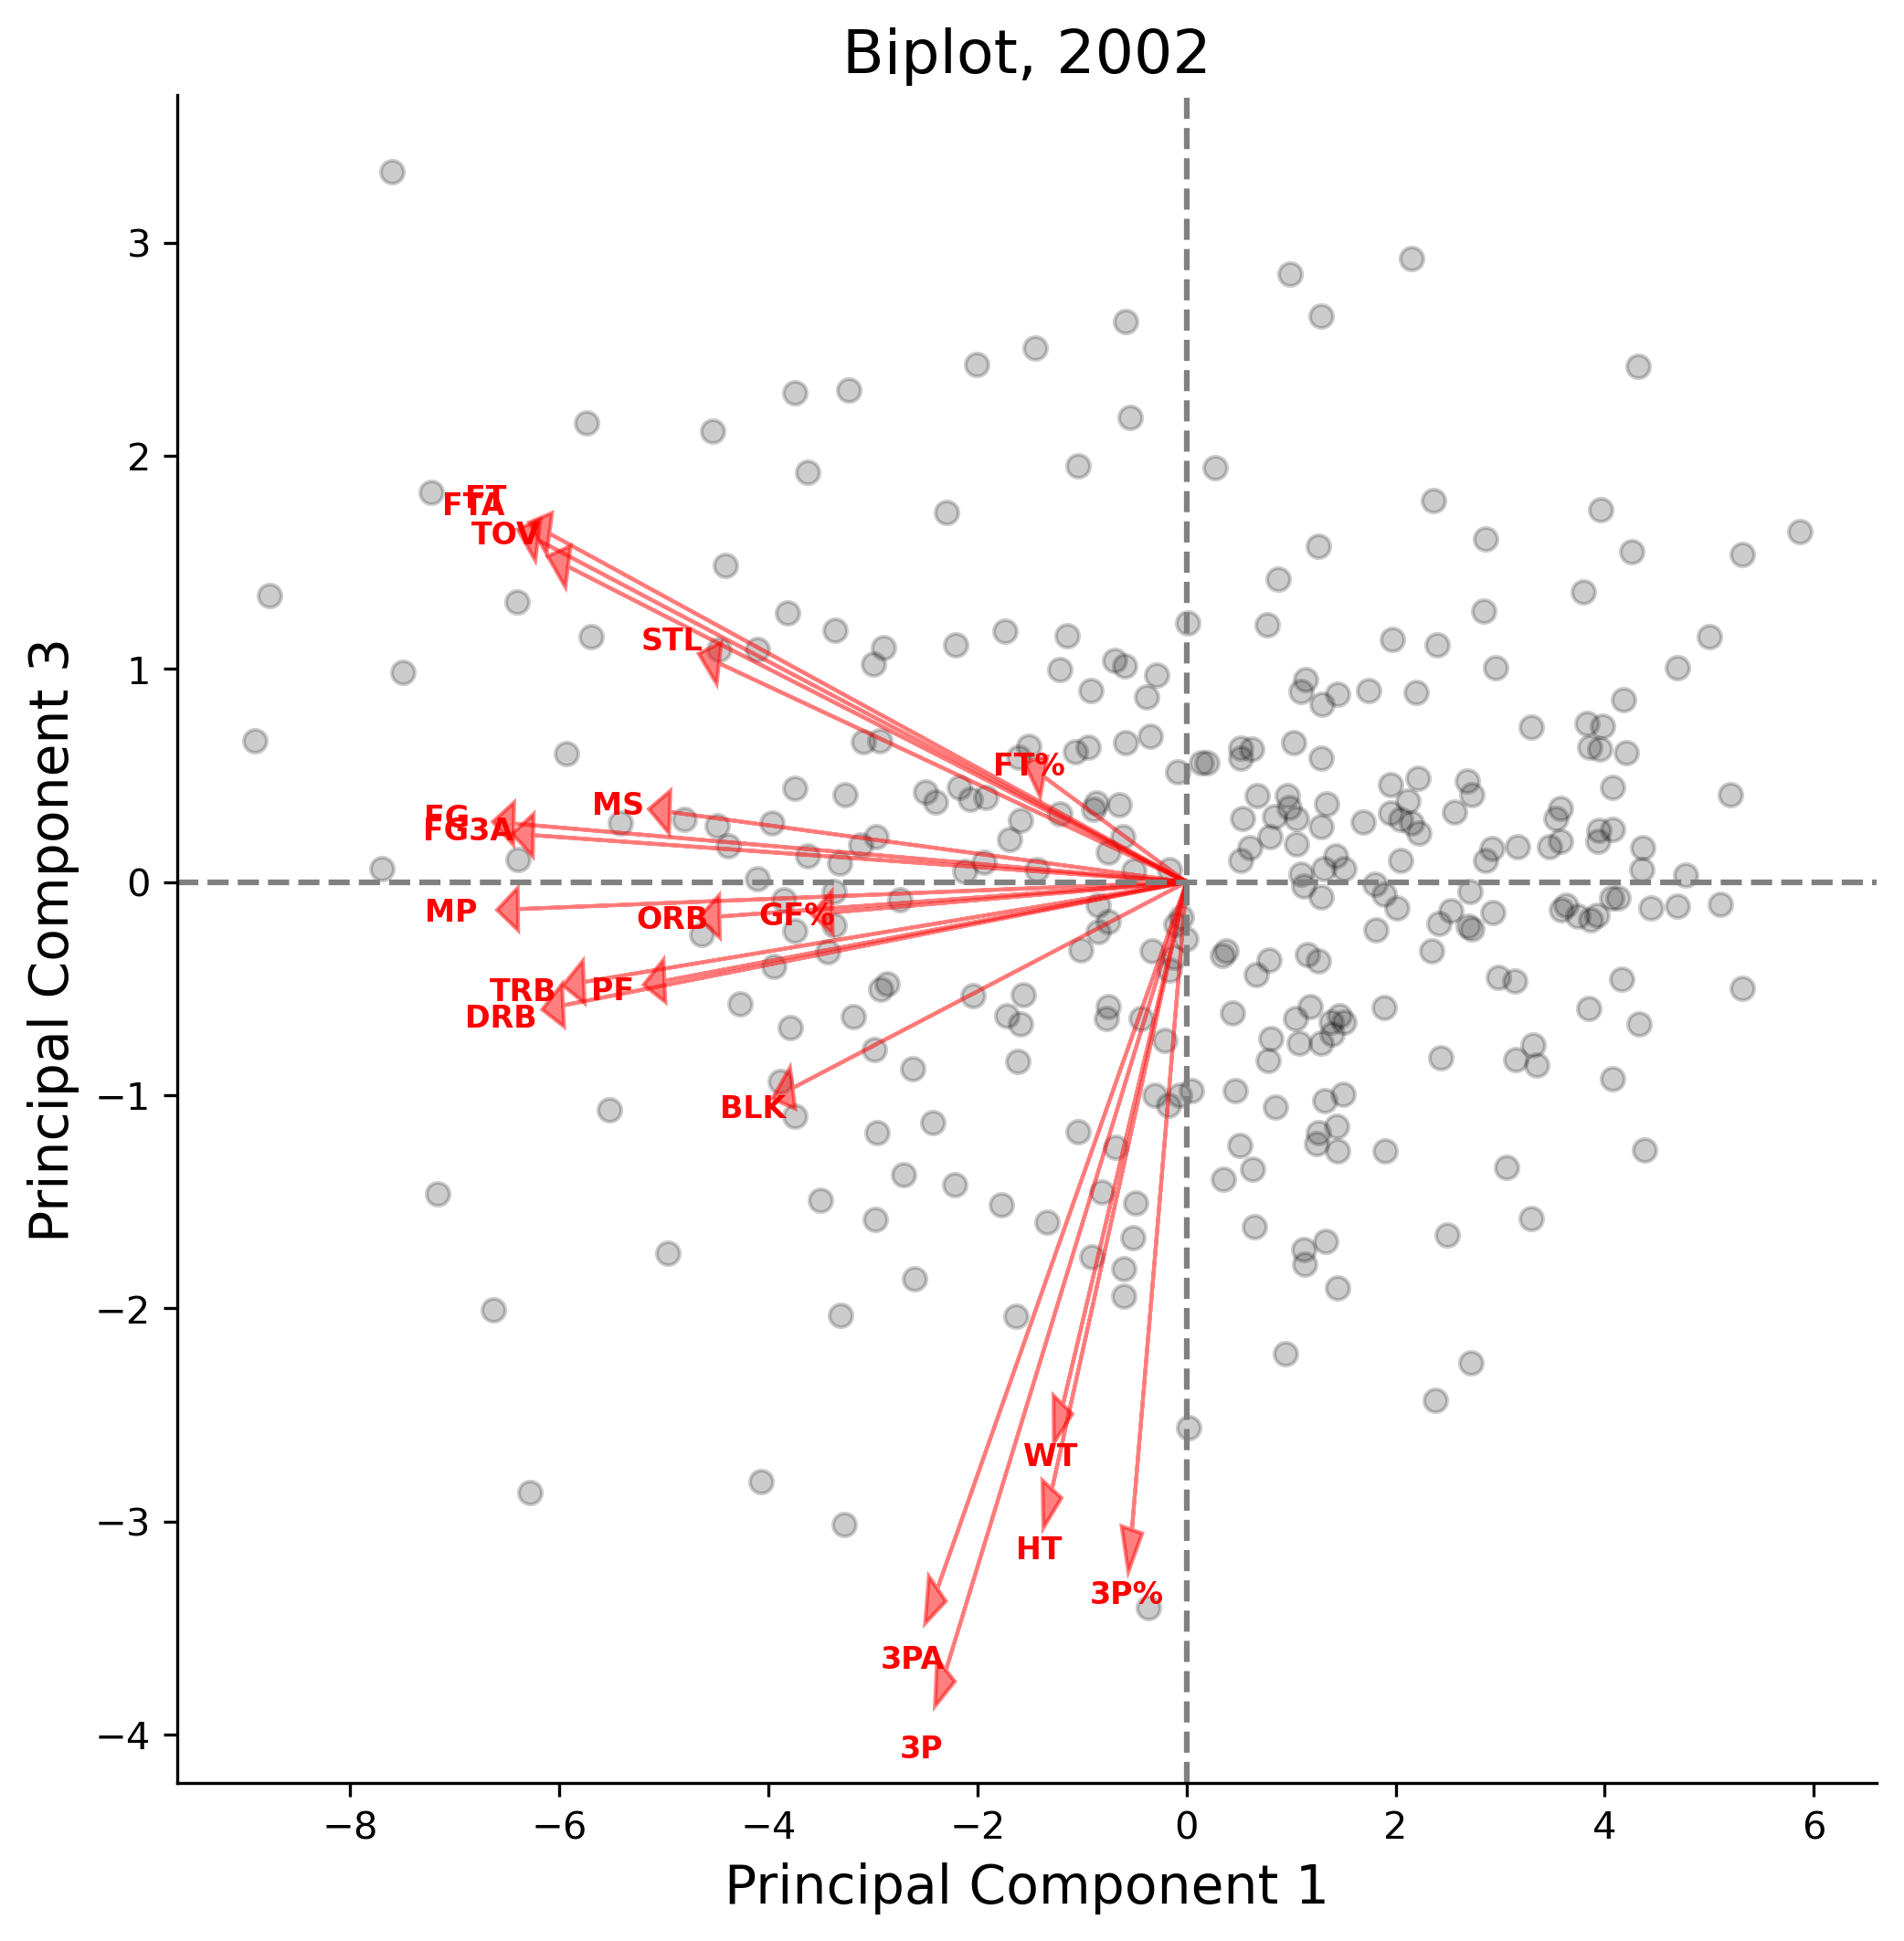 Biplot, 2002
Principal Component 3
3
2
1
0
−1
−2
−3
−4
FT
FTA
TOV
STL
FT%
MS
FG
FG3A
MP
ORB
GF%
TRB
PF
DRB
BLK
WT
HT
3P%
3PA
3P
−8
−6
−4
−2
0
2
4
6
Principal Component 1